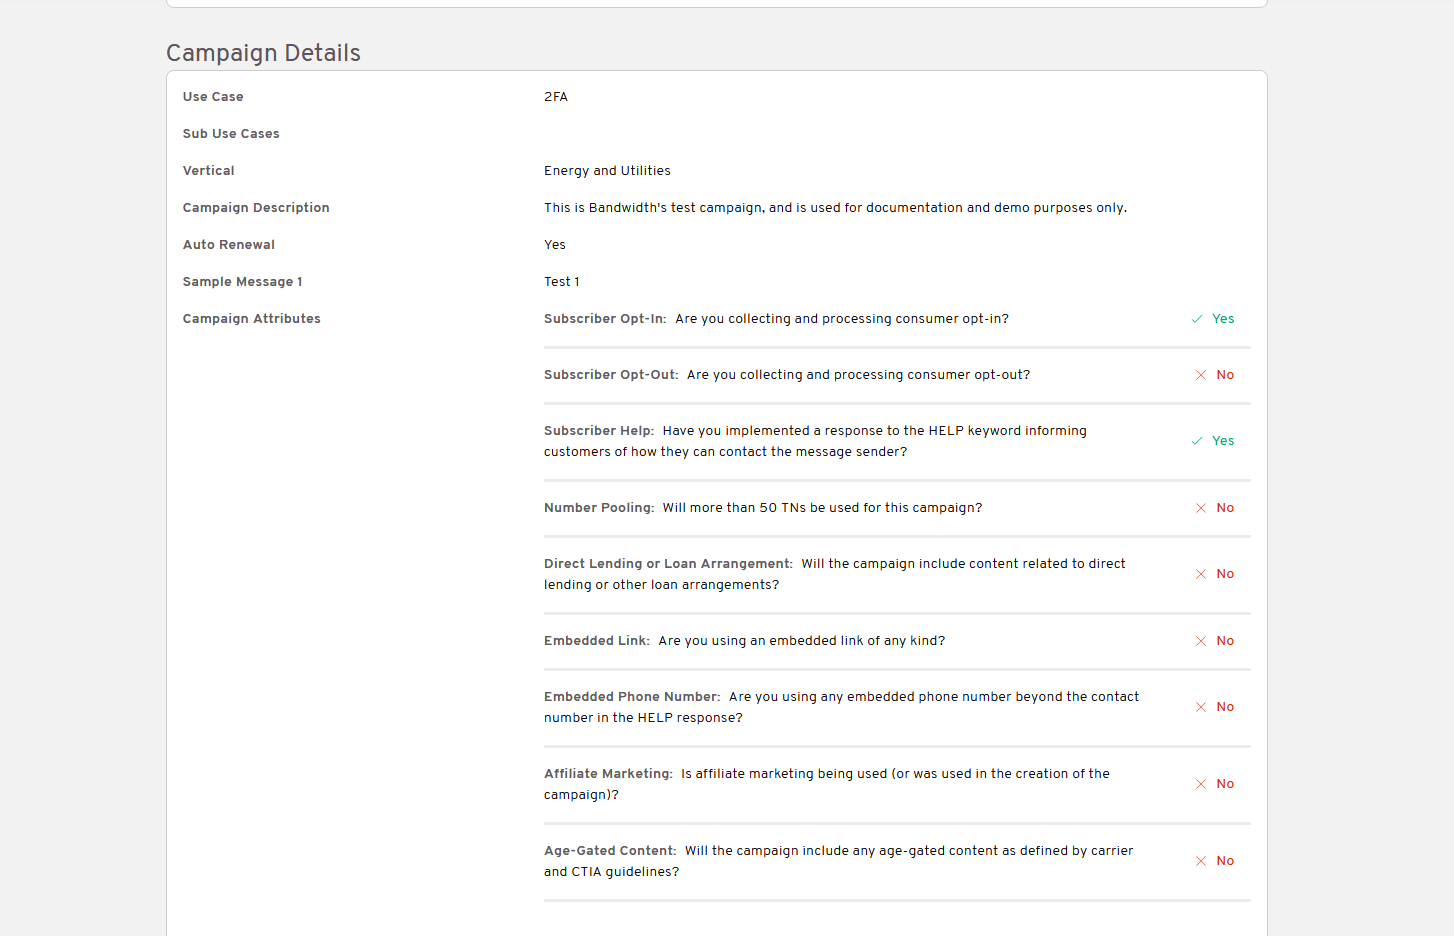 Campaign Details
Use Case 2FA
Sub Use Cases
Vertical Energy and Utilities
Campaign Description This is Bandwidth's test campaign, and is used for documentation and demo purposes only.
Auto Renewal Yes
Sample Message 1 Test 1
Campaign Attributes Subscriber Opt-In: Are you collecting and processing consumer opt-in? Yes
Subscriber Opt-Out: Are you collecting and processing consumer opt-out? No
Subscriber Help: Have you implemented a response to the HELP keyword informing
customers of how they can contact the message sender? Yes
Number Pooling: Will more than 50 TNs be used for this campaign? No
Direct Lending or Loan Arrangement: Will the campaign include content related to direct
lending or other loan arrangements? No
Embedded Link: Are you using an embedded link of any kind? No
Embedded Phone Number: Are you using any embedded phone number beyond the contact
number in the HELP response? No
Affiliate Marketing: Is affiliate marketing being used (or was used in the creation of the
campaign)? No
Age-Gated Content: Will the campaign include any age-gated content as defined by carrier
and CTIA guidelines? No